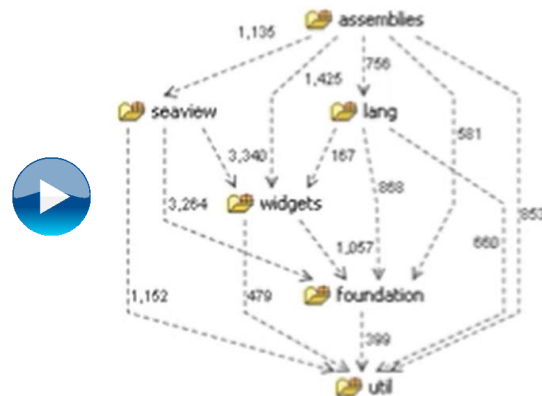 assemblies
1,135
756
1,425
seaview
lang
581
3,340
167
853
3,264
868
widgets
1,057
660
1,152
479
foundation
399
util